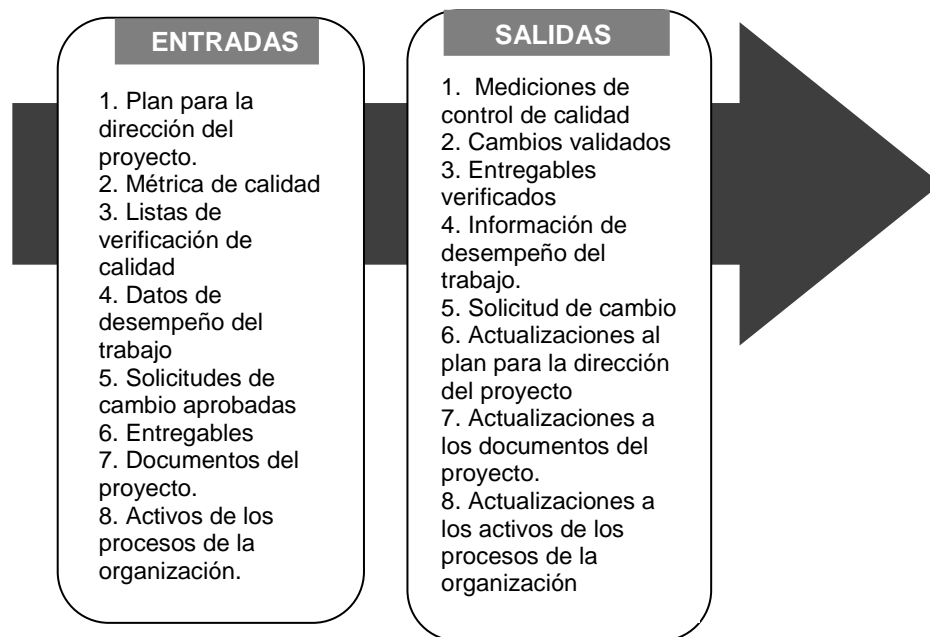 ENTRADAS
1. Plan para la
dirección del
proyecto.
2. Métrica de calidad
3. Listas de
verificación de
calidad
4. Datos de
desempeño del
trabajo
5. Solicitudes de
cambio aprobadas
6. Entregables
7. Documentos del
proyecto.
8. Activos de los
procesos de la
organización.
SALIDAS
1. Mediciones de
control de calidad
2. Cambios validados
3. Entregables
verificados
4. Información de
desempeño del
trabajo.
5. Solicitud de cambio
6. Actualizaciones al
plan para la dirección
del proyecto
7. Actualizaciones a
los documentos del
proyecto.
8. Actualizaciones a
los activos de los
procesos de la
organización